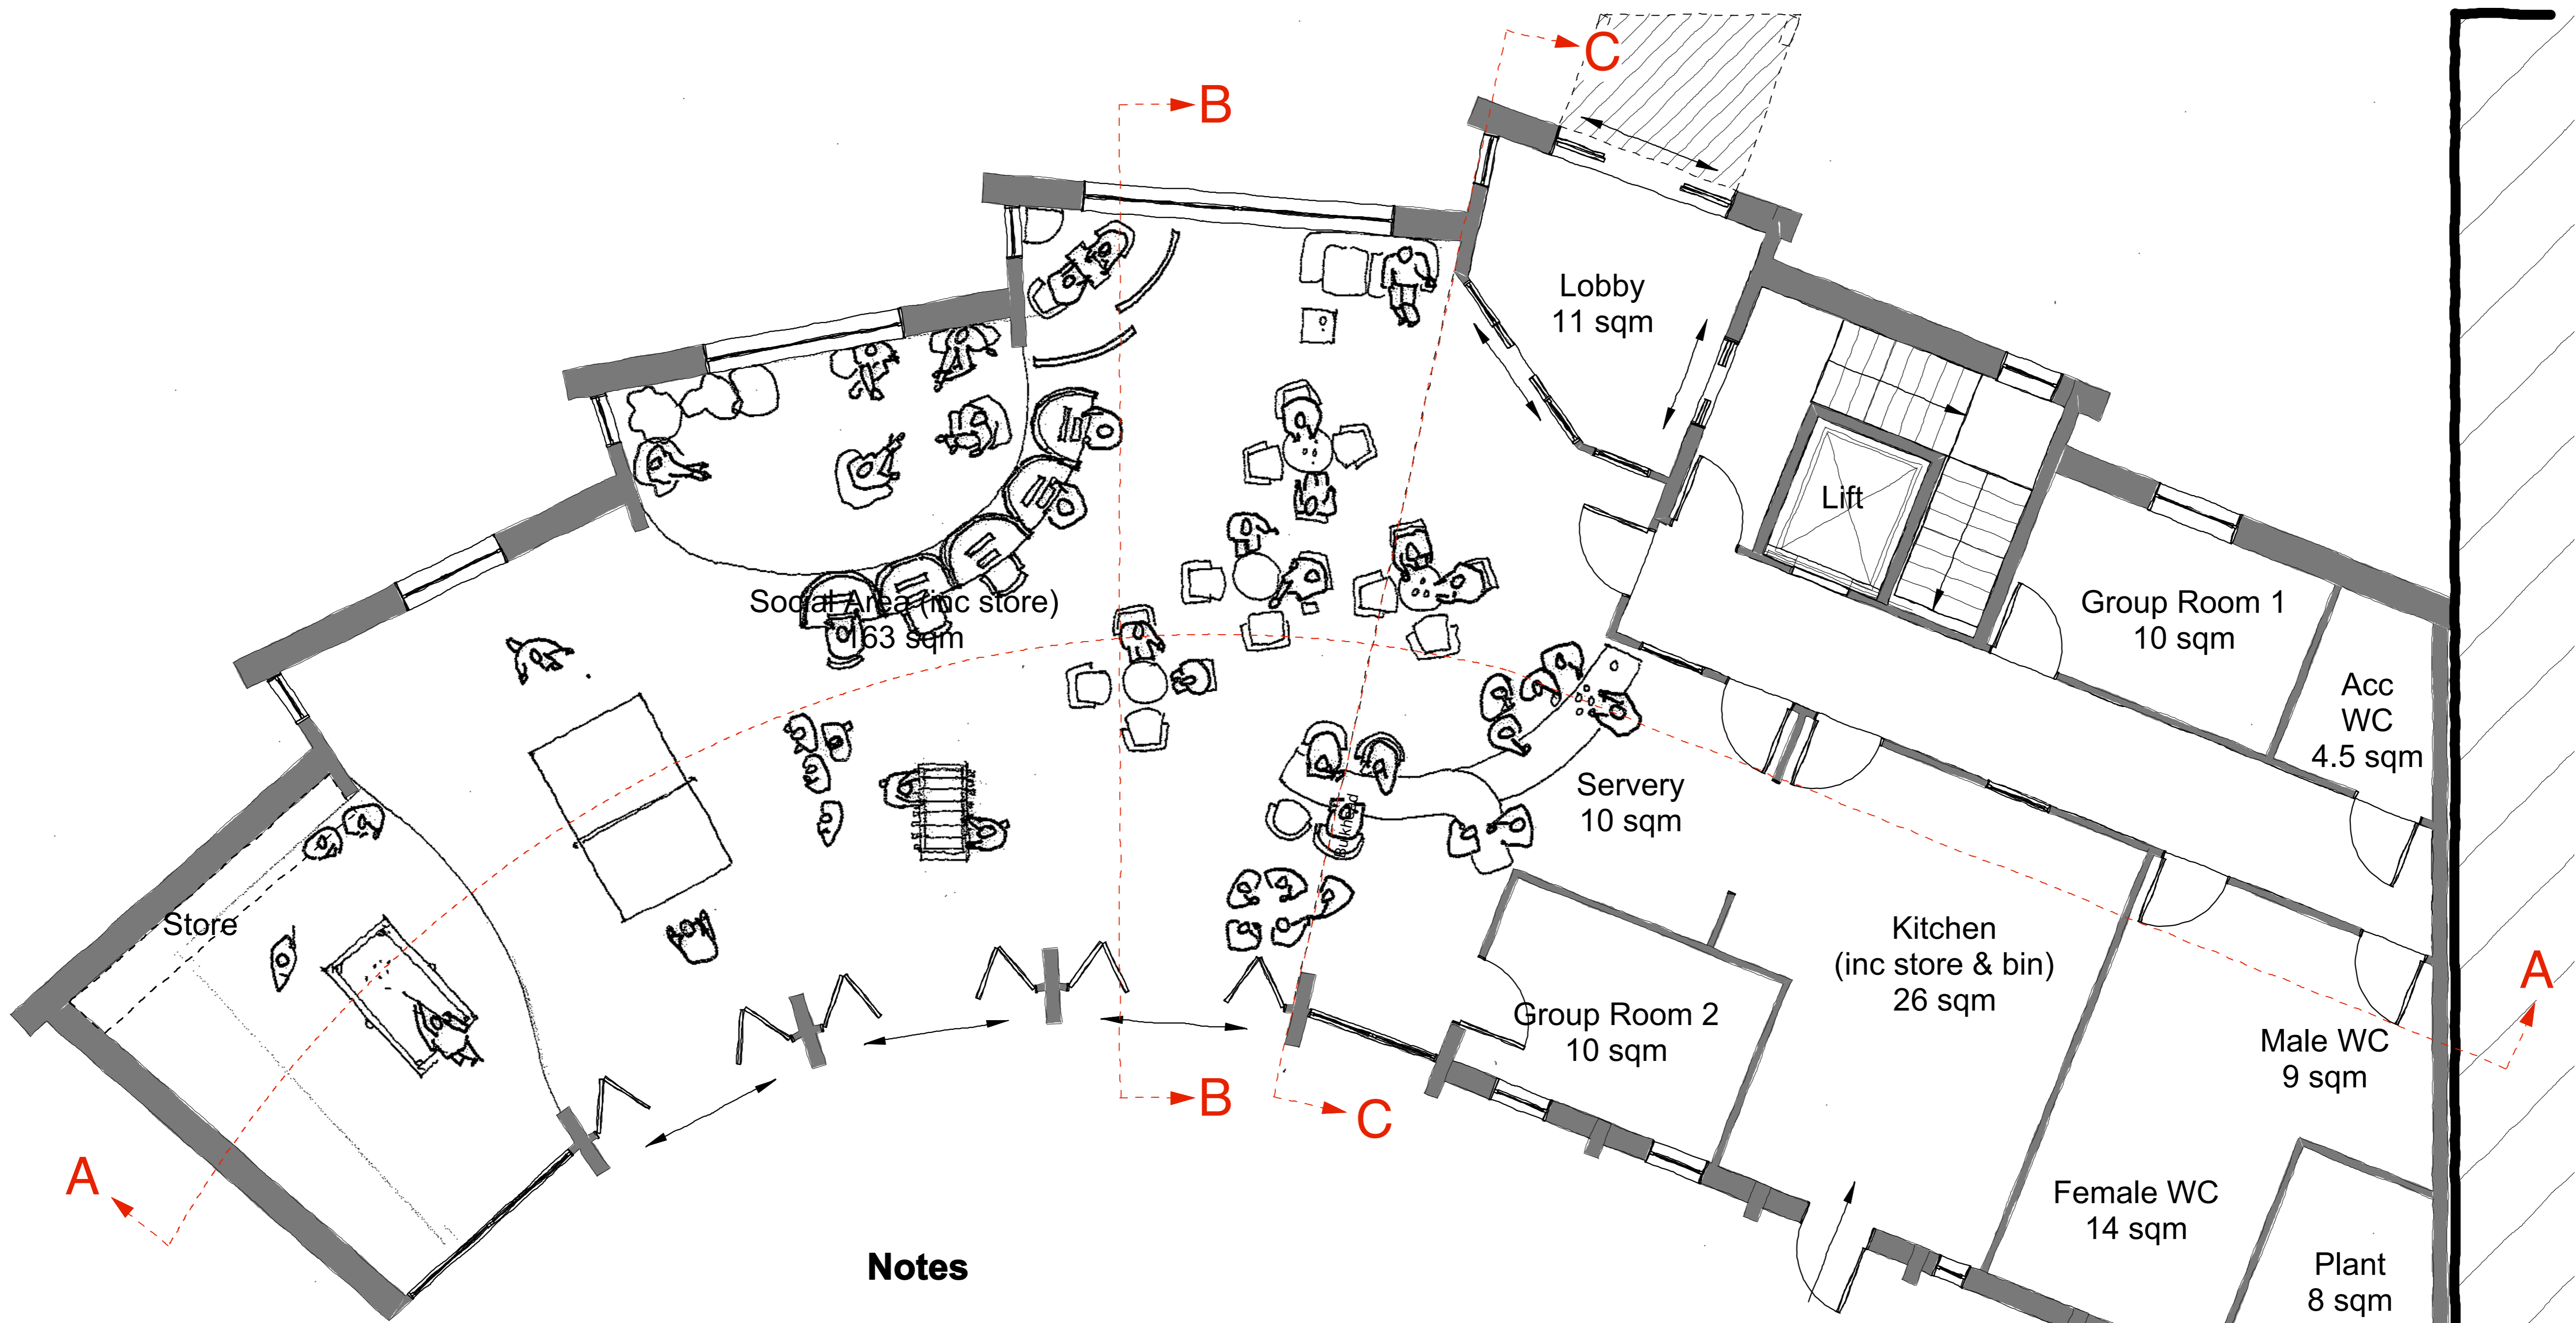 C
B
Lobby
11 sqm
Lift
Social Area (inc store)
163 sqm
Group Room 1
10 sqm
Acc
WC
4.5 sqm
Servery
10 sqm
Bulkhead
Store
Kitchen
(inc store & bin)
26 sqm
A
Group Room 2
10 sqm
Male WC
9 sqm
B
C
A
Female WC
14 sqm
Notes
Plant
8 sqm